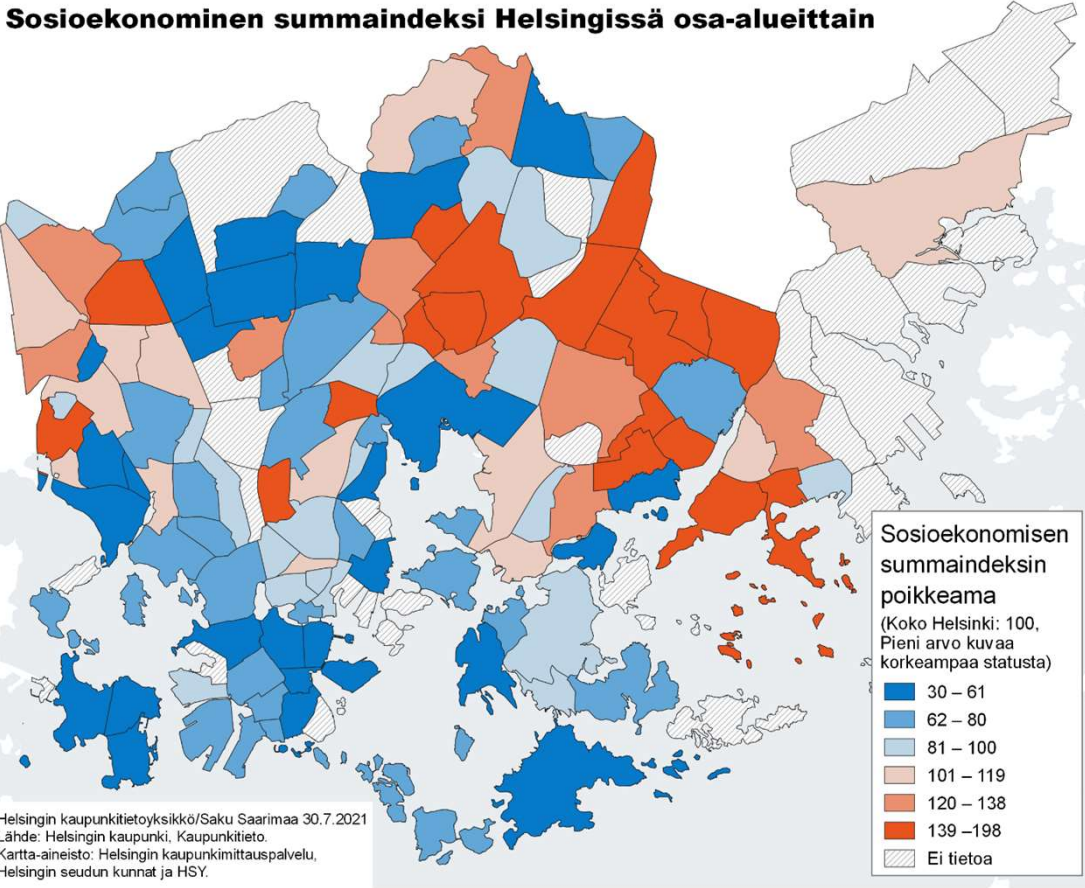 Sosioekonominen summaindeksi Helsingissä osa-alueittain
Sosioekonomisen
summaindeksin
poikkeama
(Koko Helsinki: 100,
Pieni arvo kuvaa
korkeampaa statusta)
30 – 61
62 – 80
81 – 100
101 – 119
120 – 138
139 –198
Ei tietoa
Helsingin kaupunkitietoyksikkö/Saku Saarimaa 30.7.2021
Lähde: Helsingin kaupunki, Kaupunkitieto.
Kartta-aineisto: Helsingin kaupunkimittauspalvelu,
Helsingin seudun kunnat ja HSY.